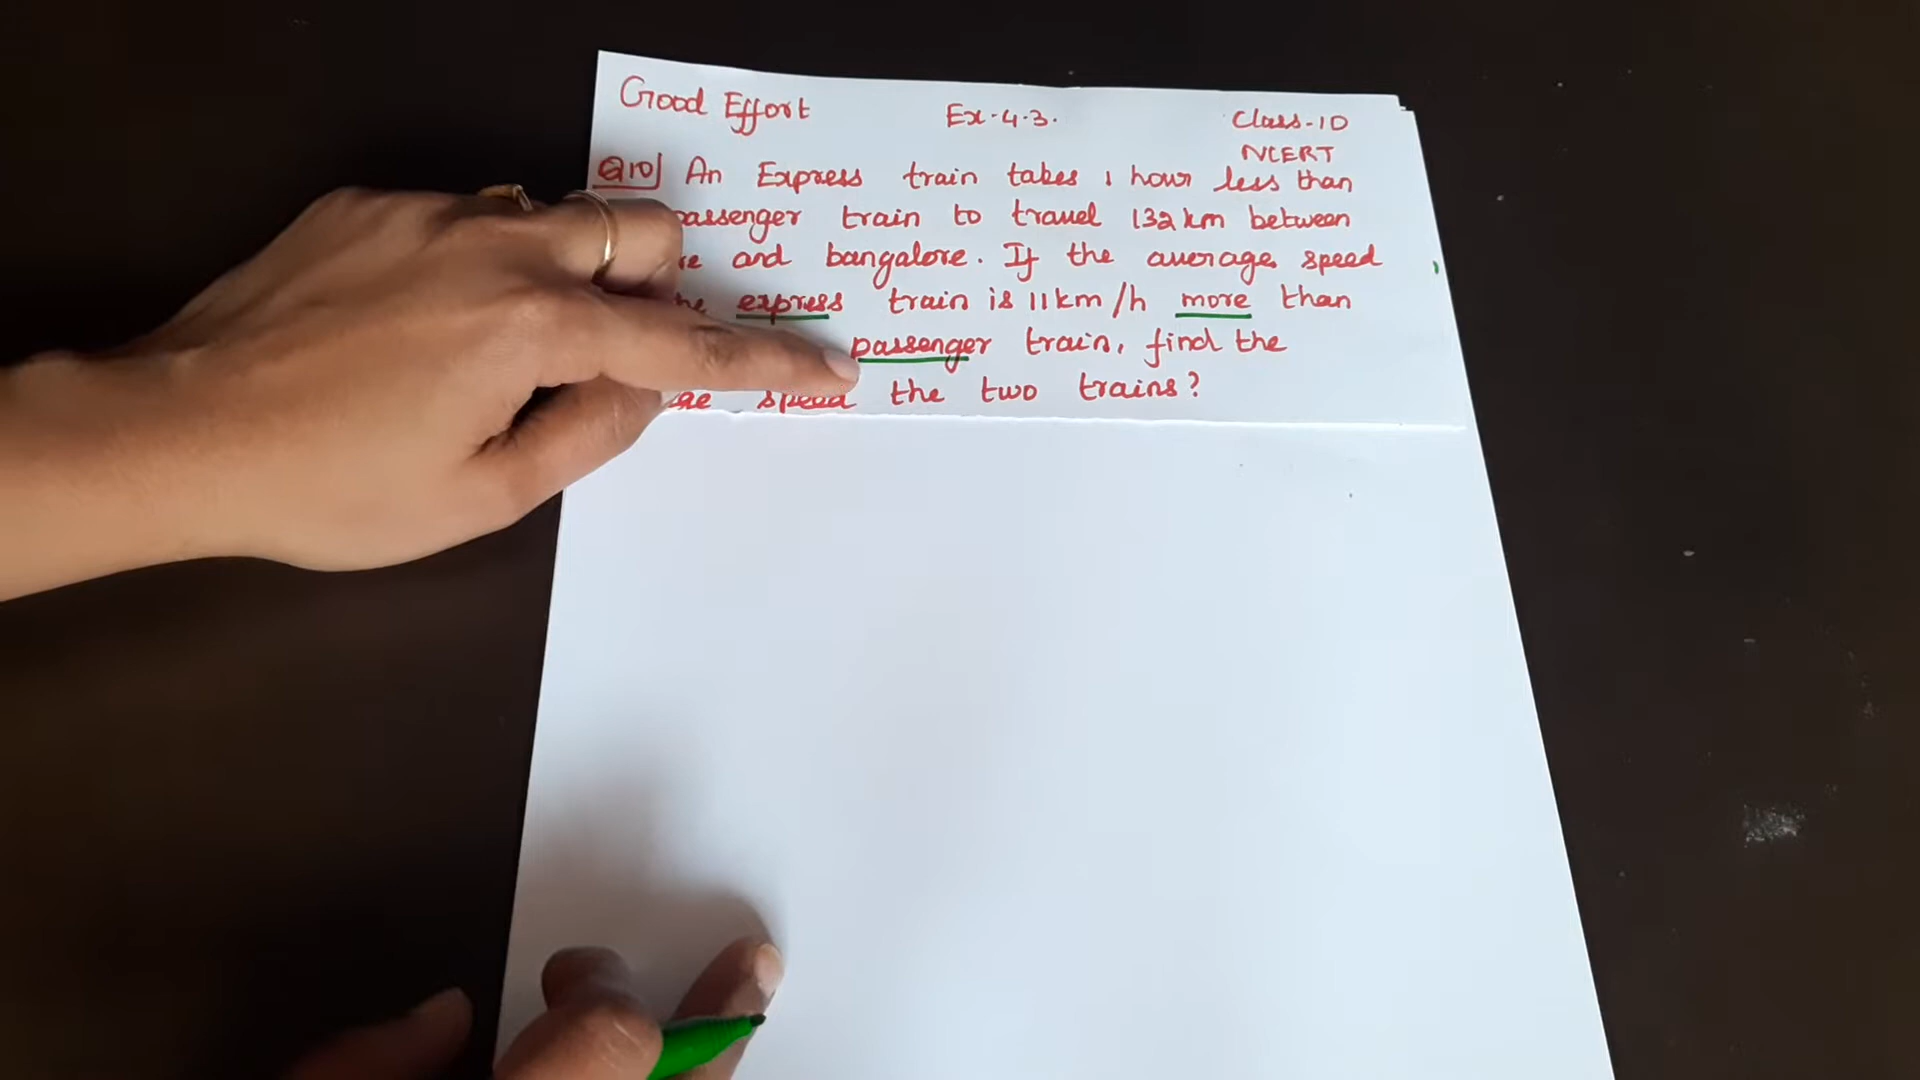 Good Effort Ex-4.3. Class-10
NCERT
Q10] An Express train takes 1 hour less than
passenger train to travel 132 km between
and bangalore. If the average speed
express train is 11 km/h more than
passenger train, find the
speed the two trains?